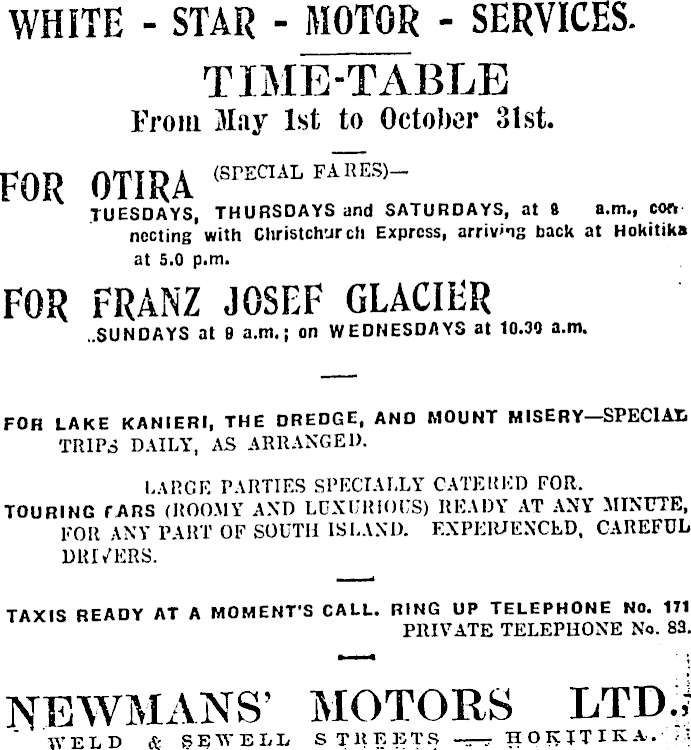 WHITE - STAR - MOTOR - SERVICES.
TIME-TABLE
From May 1st to October 31st.
FOR OTIRA (SPECIAL FARES)—
TUESDAYS, THURSDAYS and SATURDAYS, at 8 a.m., con-
necting with Christchurch Express, arriving back at Hokitika
at 5.0 p.m.
FOR FRANZ JOSEF GLACIER
SUNDAYS at 9 a.m.; on WEDNESDAYS at 10.30 a.m.
FOR LAKE KANIERI, THE DREDGE, AND MOUNT MISERY—SPECIAL
TRIPS DAILY, AS ARRANGED.
LARGE PARTIES SPECIALLY CATERED FOR.
TOURING CARS (ROOMY AND LUXURIOUS) READY AT ANY MINUTE,
FOR ANY PART OF SOUTH ISLAND. EXPERIENCED, CAREFUL
DRIVERS.
TAXIS READY AT A MOMENT'S CALL. RING UP TELEPHONE No. 171
PRIVATE TELEPHONE No. 83.
NEWMANS' MOTORS LTD.,
WELD & SEWELL STREETS — HOKITIKA.